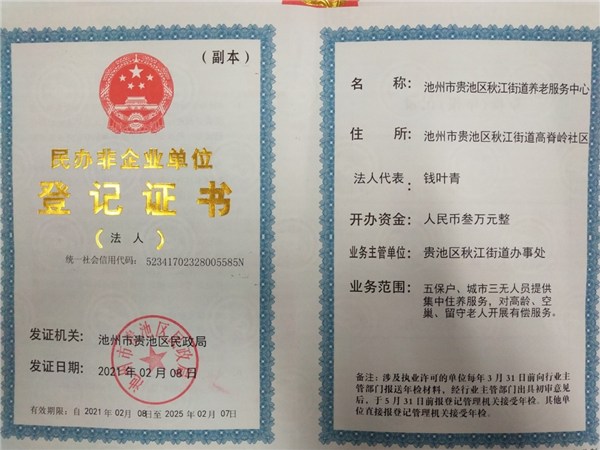 （副本）
民办非企业单位
登记证书
（法人）
统一社会信用代码：52341702328005585N
发证机关：池州市贵池区民政局
发证日期：2021年02月08日
池州市贵池区民政局
有效期限：自2021年02月08日至2025年02月07日
名称：池州市贵池区秋江街道养老服务中心
住所：池州市贵池区秋江街道高脊岭社区
法人代表：钱叶青
开办资金：人民币叁万元整
业务主管单位：贵池区秋江街道办事处
业务范围：五保户、城市三无人员提供
集中住养服务，对高龄、空
巢、留守老人开展有偿服务。
备注：涉及执业许可的单位每年3月31日前向行业主
管部门报送年检材料，经行业主管部门出具初审意见
后，于5月31日前报登记管理机关接受年检。其他单
位直接报登记管理机关接受年检。